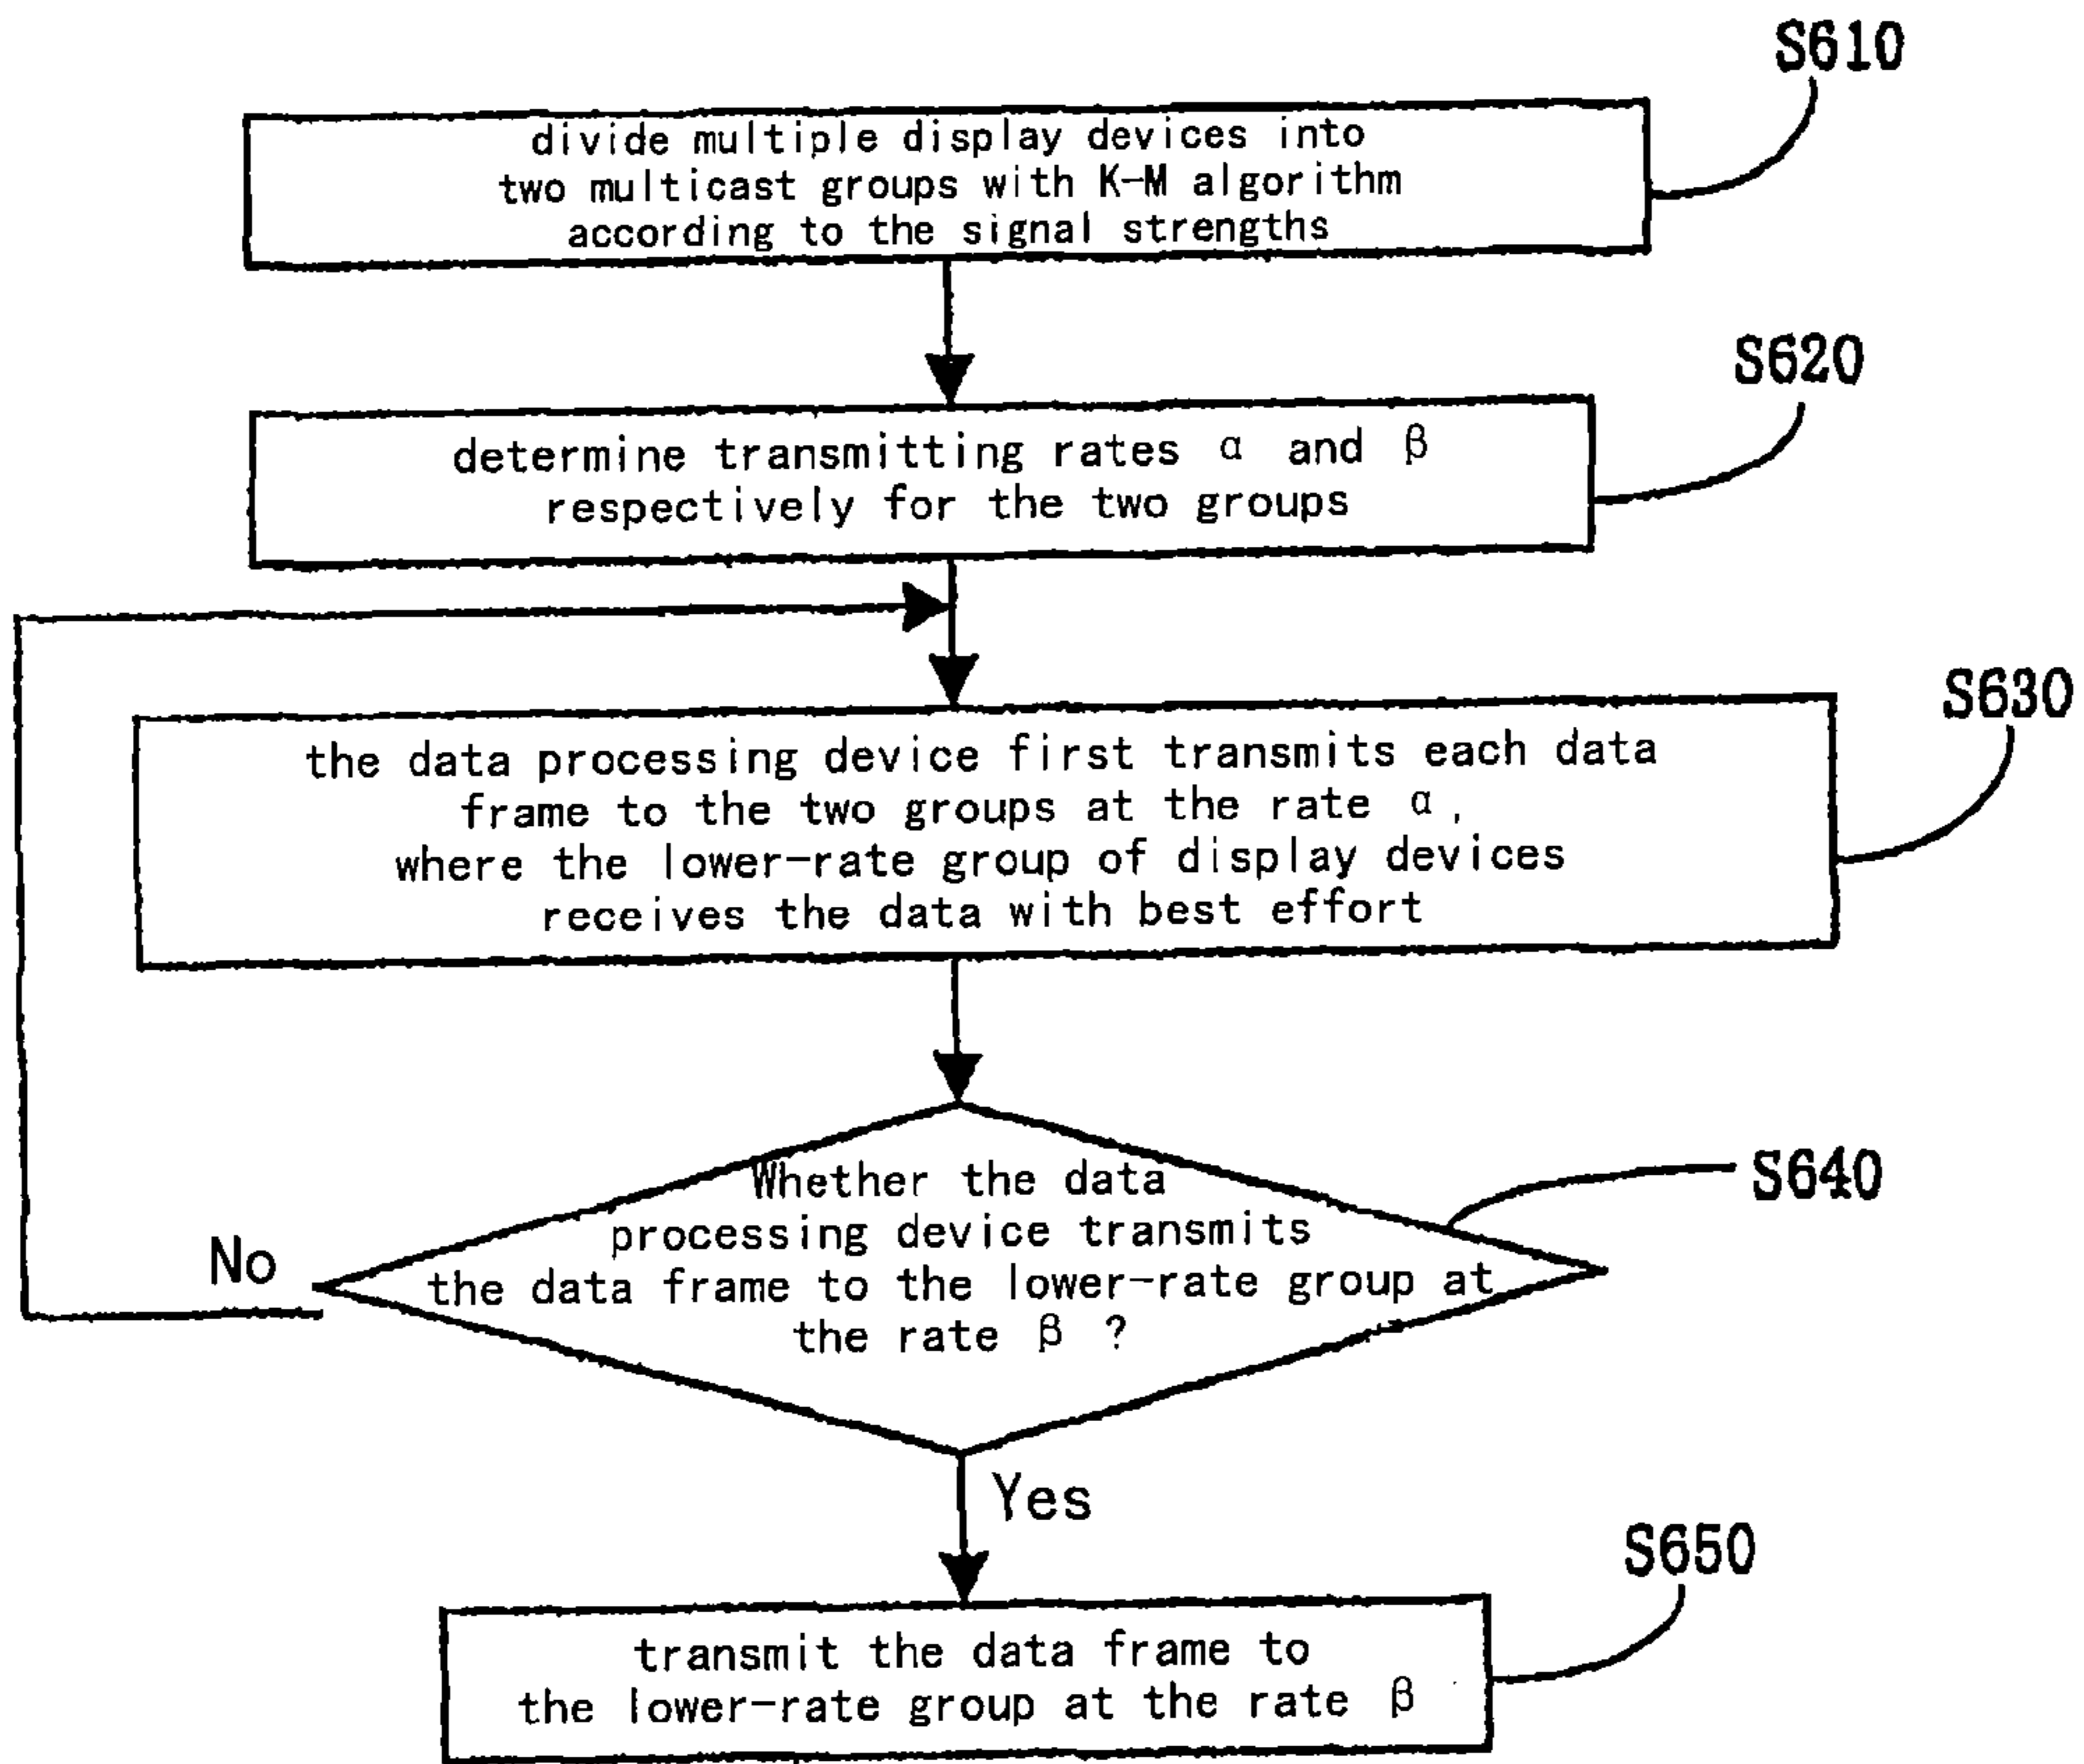 S610
divide multiple display devices into
two multicast groups with K-M algorithm
according to the signal strengths
S620
determine transmitting rates α and β
respectively for the two groups
S630
the data processing device first transmits each data
frame to the two groups at the rate α,
where the lower-rate group of display devices
receives the data with best effort
S640
Whether the data
processing device transmits
the data frame to the lower-rate group at
the rate β ?
No
Yes
S650
transmit the data frame to
the lower-rate group at the rate β